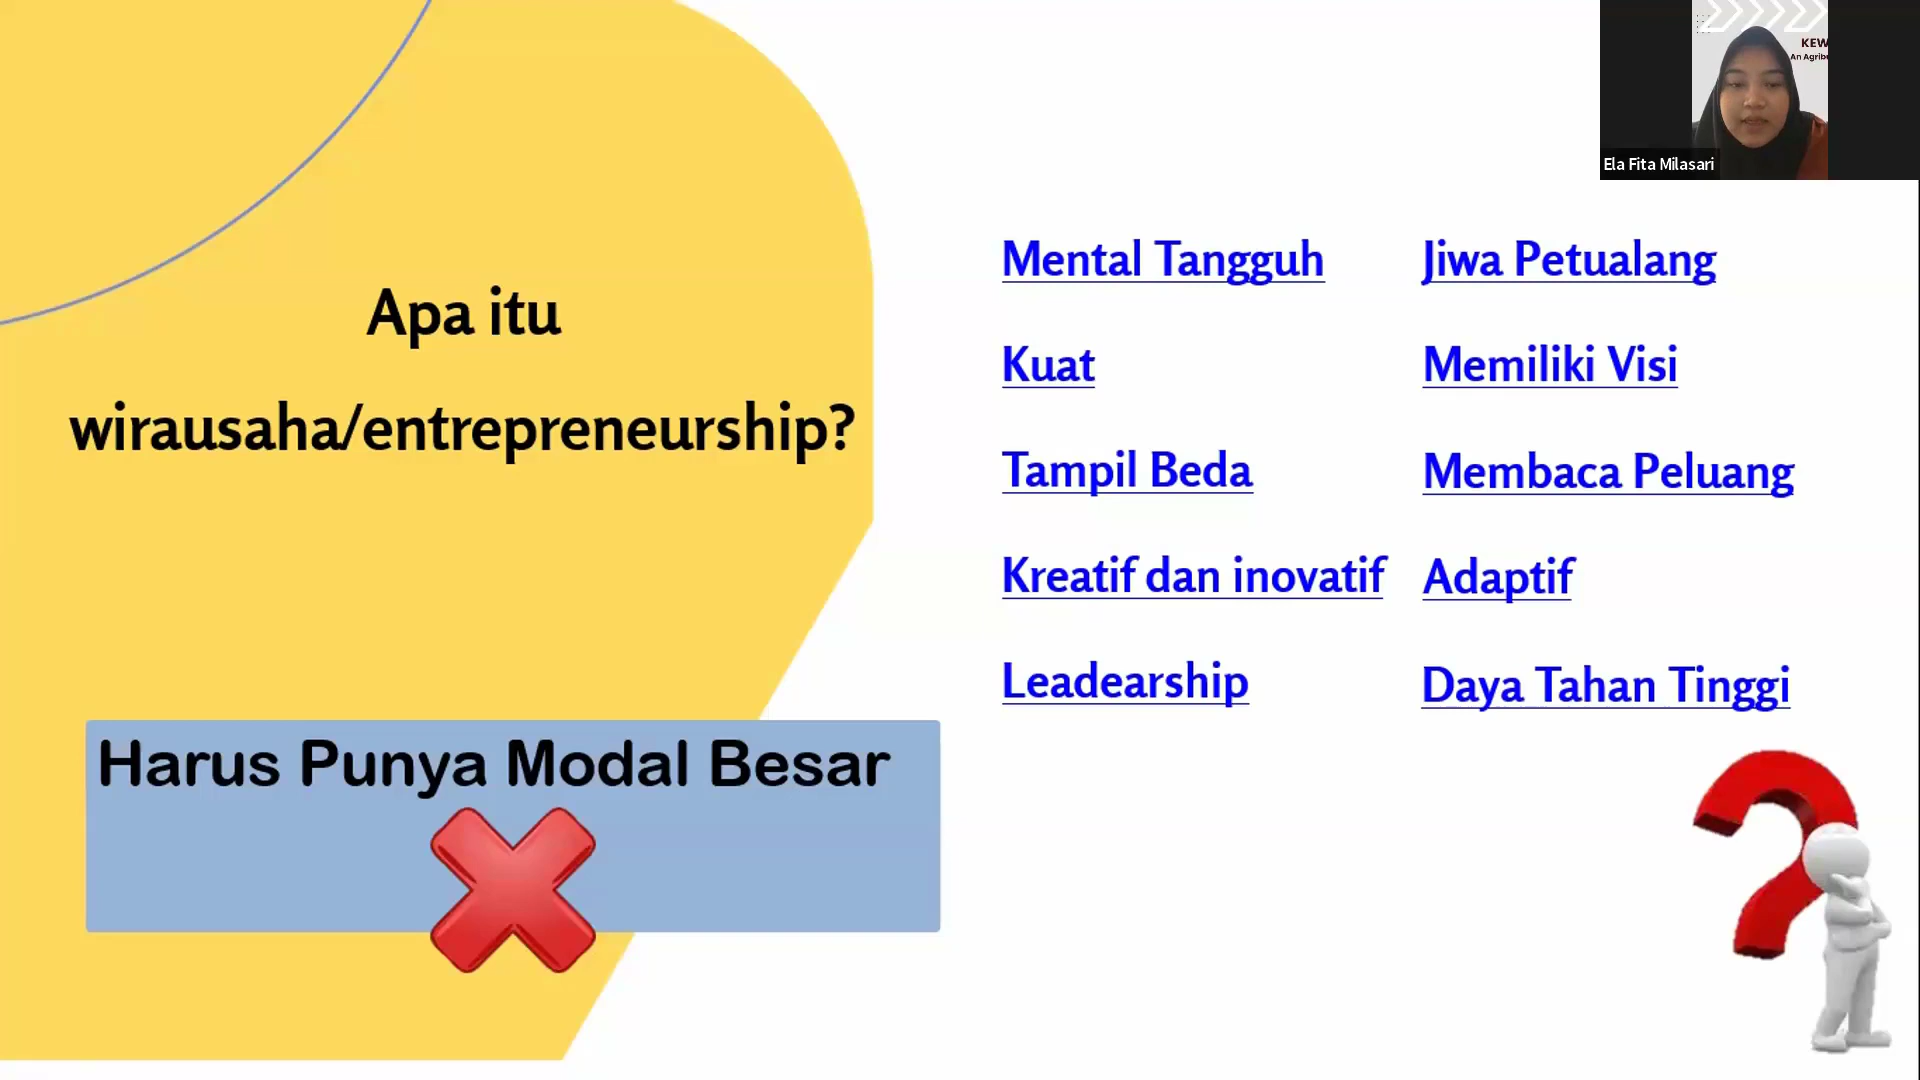 KEW
An Agrib
Ela Fita Milasari
Apa itu
wirausaha/entrepreneurship?
Mental Tangguh
Kuat
Tampil Beda
Kreatif dan inovatif
Leadearship
Jiwa Petualang
Memiliki Visi
Membaca Peluang
Adaptif
Daya Tahan Tinggi
Harus Punya Modal Besar